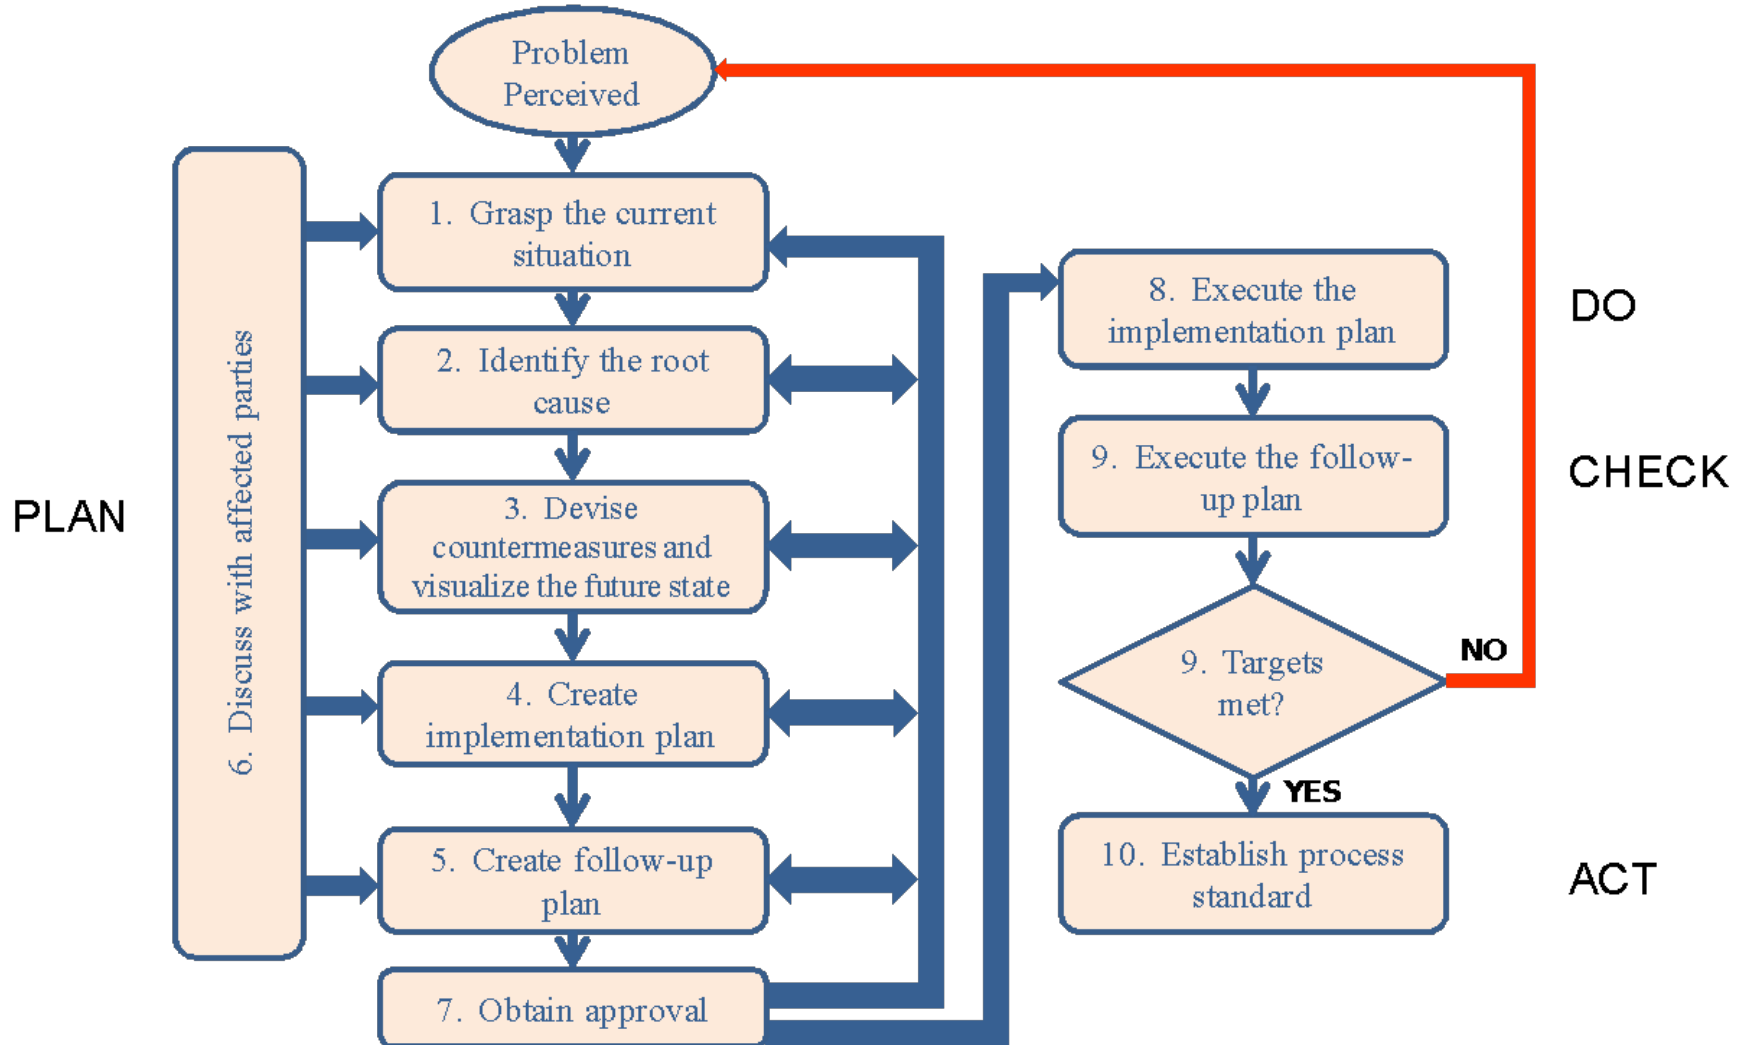 Problem
Perceived
PLAN
6. Discuss with affected parties
1. Grasp the current
situation
2. Identify the root
cause
3. Devise
countermeasures and
visualize the future state
4. Create
implementation plan
5. Create follow-up
plan
7. Obtain approval
8. Execute the
implementation plan
DO
9. Execute the follow-
up plan
CHECK
9. Targets
met?
NO
YES
10. Establish process
standard
ACT